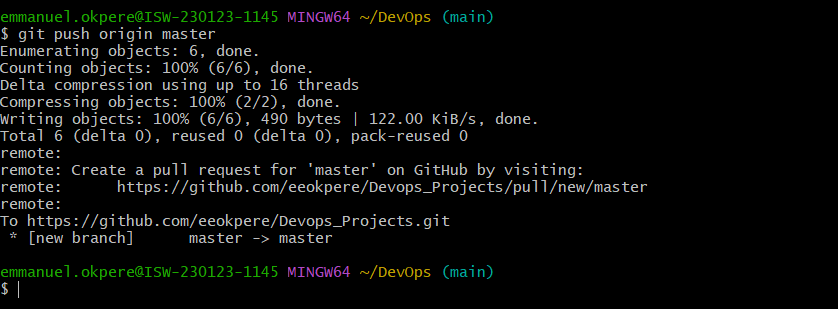 emmanuel.okpere@ISW-230123-1145 MINGW64 ~/DevOps (main)
$ git push origin master
Enumerating objects: 6, done.
Counting objects: 100% (6/6), done.
Delta compression using up to 16 threads
Compressing objects: 100% (2/2), done.
Writing objects: 100% (6/6), 490 bytes | 122.00 KiB/s, done.
Total 6 (delta 0), reused 0 (delta 0), pack-reused 0
remote:
remote: Create a pull request for 'master' on GitHub by visiting:
remote:      https://github.com/eeokpere/Devops_Projects/pull/new/master
remote:
To https://github.com/eeokpere/Devops_Projects.git
 * [new branch]      master -> master
emmanuel.okpere@ISW-230123-1145 MINGW64 ~/DevOps (main)
$